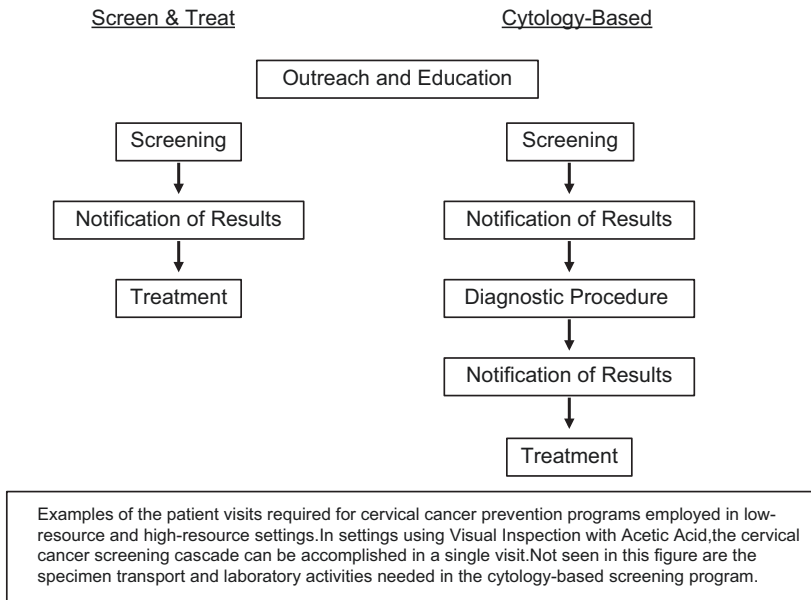 Screen & Treat
Cytology-Based
Outreach and Education
Screening
Notification of Results
Treatment
Screening
Notification of Results
Diagnostic Procedure
Notification of Results
Treatment
Examples of the patient visits required for cervical cancer prevention programs employed in low-
resource and high-resource settings.In settings using Visual Inspection with Acetic Acid,the cervical
cancer screening cascade can be accomplished in a single visit.Not seen in this figure are the
specimen transport and laboratory activities needed in the cytology-based screening program.